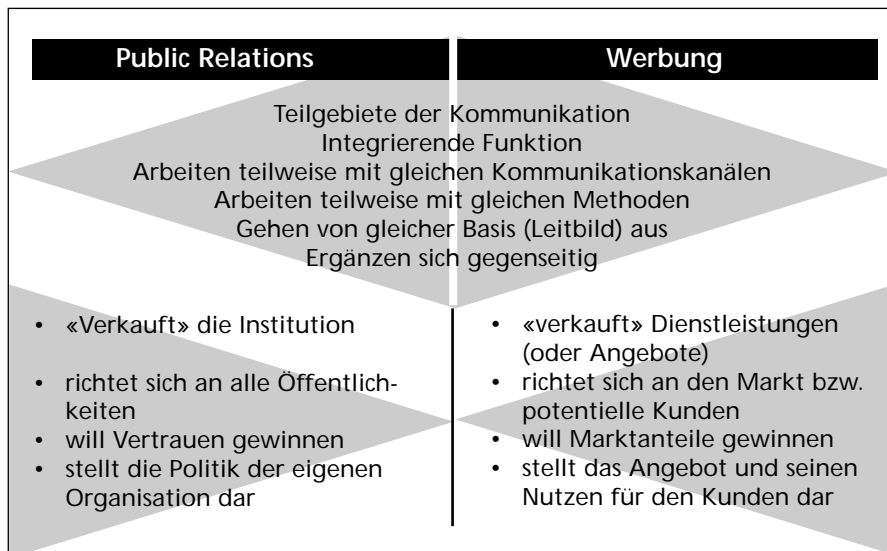 Public Relations
Werbung
Teilgebiete der Kommunikation
Integrierende Funktion
Arbeiten teilweise mit gleichen Kommunikationskanälen
Arbeiten teilweise mit gleichen Methoden
Gehen von gleicher Basis (Leitbild) aus
Ergänzen sich gegenseitig
• «Verkauft» die Institution
• richtet sich an alle Öffentlich-
keiten
• will Vertrauen gewinnen
• stellt die Politik der eigenen
Organisation dar
• «verkauft» Dienstleistungen
(oder Angebote)
• richtet sich an den Markt bzw.
potentielle Kunden
• will Marktanteile gewinnen
• stellt das Angebot und seinen
Nutzen für den Kunden dar